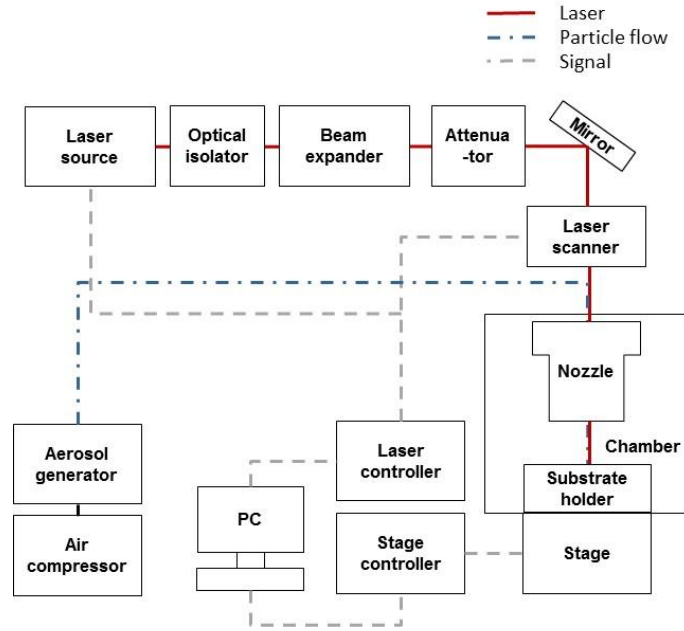 Laser
Particle flow
Signal
Laser
source
Optical
isolator
Beam
expander
Attenua
-tor
Mirror
Laser
scanner
Nozzle
Chamber
Substrate
holder
Aerosol
generator
Laser
controller
PC
Air
compressor
Stage
controller
Stage